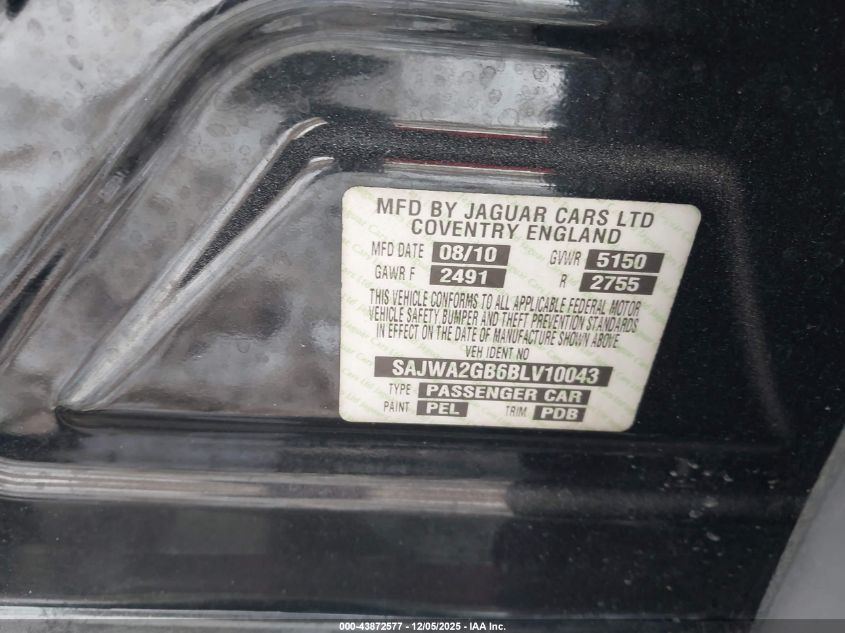 MFD BY JAGUAR CARS LTD
COVENTRY ENGLAND
MFD DATE 08/10 GVWR 5150
GAWR F 2491 R 2755
THIS VEHICLE CONFORMS TO ALL APPLICABLE FEDERAL MOTOR
VEHICLE SAFETY BUMPER AND THEFT PREVENTION STANDARDS
IN EFFECT ON THE DATE OF MANUFACTURE SHOWN ABOVE
VEH IDENT NO
SAJWA2GB6BLV10043
TYPE PASSENGER CAR
PAINT PEL TRIM PDB
000-43872577 - 12/05/2025 - IAA Inc.